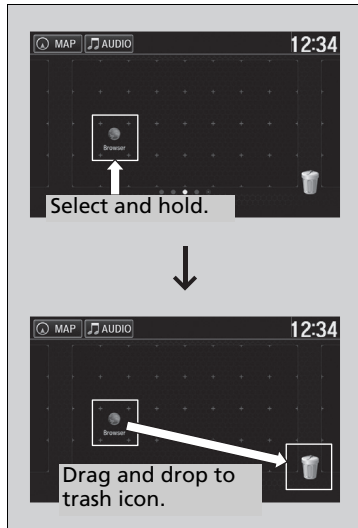 MAP AUDIO 12:34
Browser
Select and hold.
MAP AUDIO 12:34
Browser
Drag and drop to
trash icon.